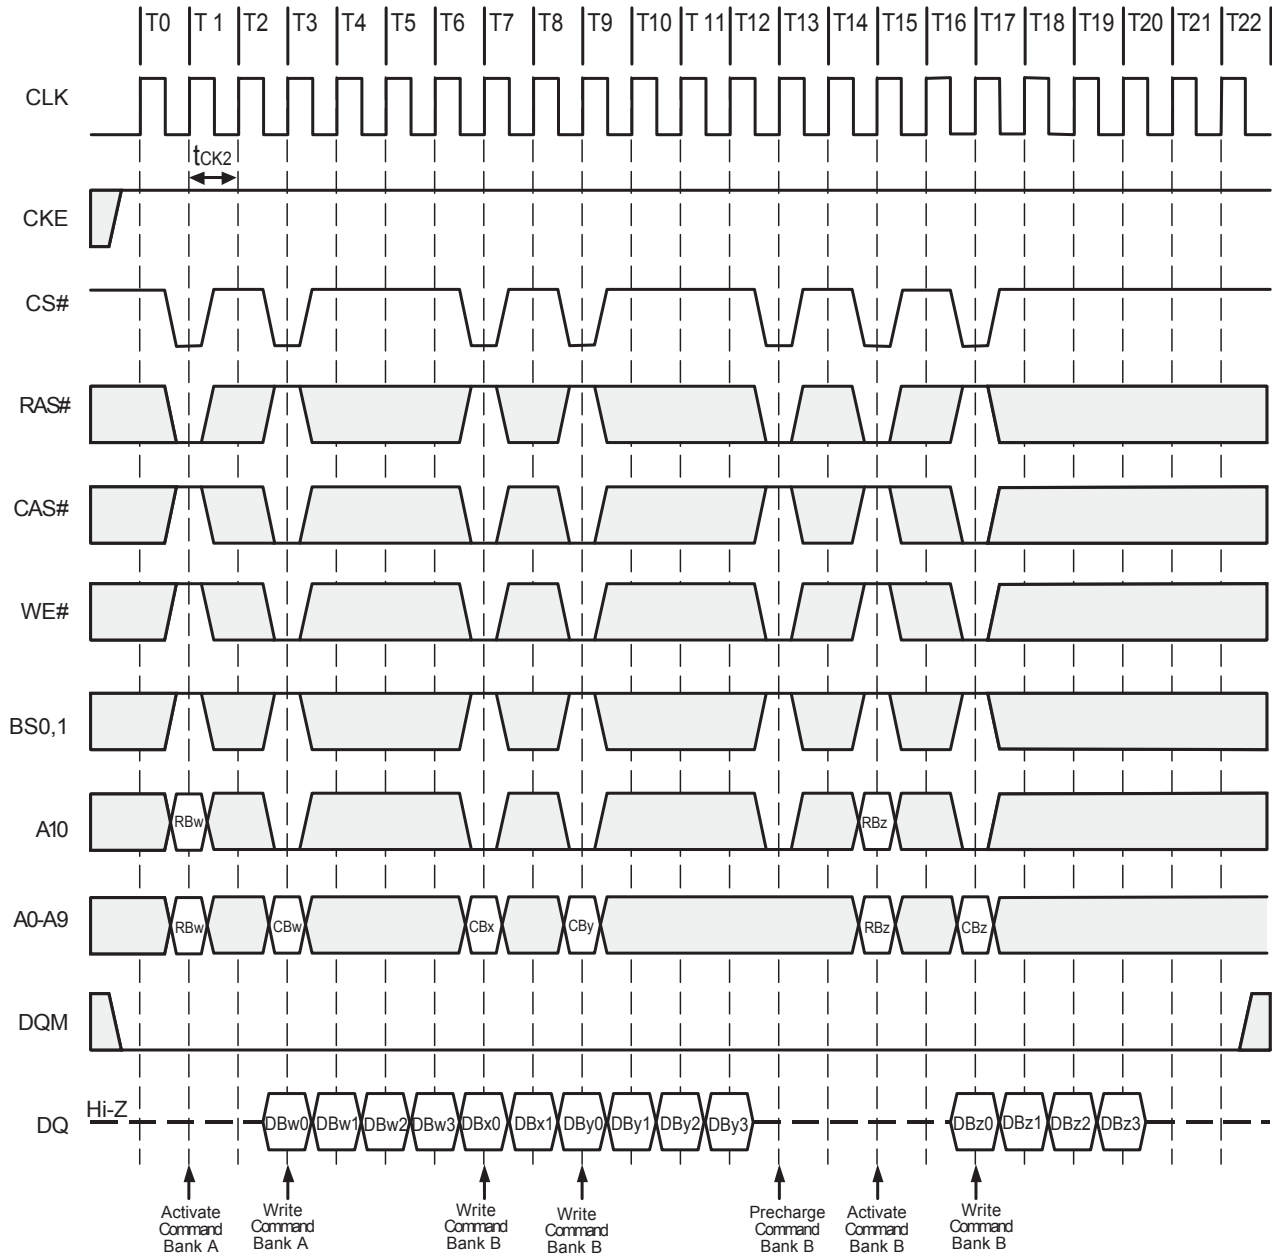 T0 T 1 T2 T3 T4 T5 T6 T7 T8 T9 T10 T 11 T12 T13 T14 T15 T16 T17 T18 T19 T20 T21 T22
CLK
tCK2
CKE
CS#
RAS#
CAS#
WE#
BS0,1
A10
RBw RBz
A0-A9
RBw CBw CBx CBy RBz CBz
DQM
Hi-Z
DQ
DBw0 DBw1 DBw2 DBw3 DBx0 DBx1 DBy0 DBy1 DBy2 DBy3 DBz0 DBz1 DBz2 DBz3
Activate
Command
Bank A
Write
Command
Bank A
Write
Command
Bank B
Write
Command
Bank B
Precharge
Command
Bank B
Activate
Command
Bank B
Write
Command
Bank B